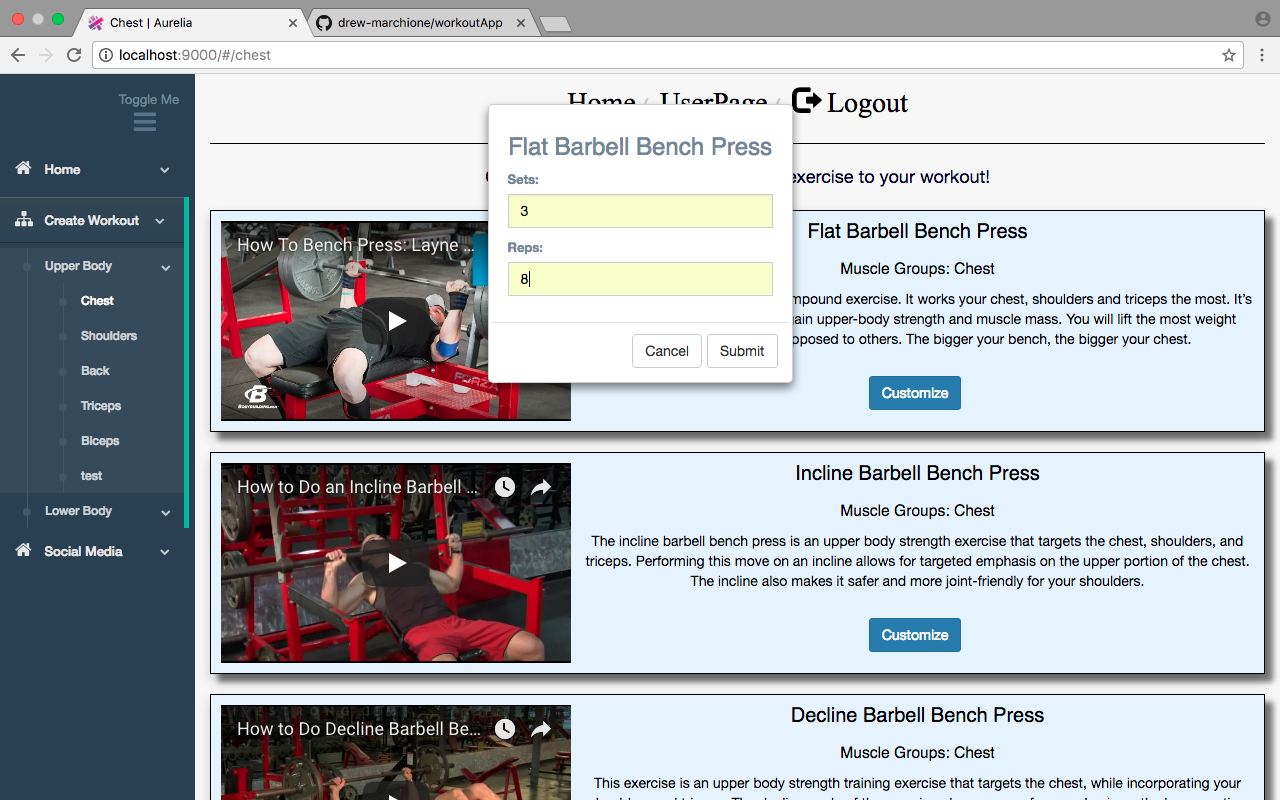 Chest | Aurelia
drew-marchione/workoutApp
localhost:9000/#/chest
Toggle Me
Home
Create Workout
Upper Body
Chest
Shoulders
Back
Triceps
Biceps
test
Lower Body
Social Media
Home / UserPage / Logout
exercise to your workout!
Flat Barbell Bench Press
Sets:
3
Reps:
8
Cancel
Submit
How To Bench Press: Layne ...
BODYBUILDING.com
FORZA
Flat Barbell Bench Press
Muscle Groups: Chest
exercise. It works your chest, shoulders and triceps the most. It's
upper-body strength and muscle mass. You will lift the most weight
to others. The bigger your bench, the bigger your chest.
Customize
How to Do an Incline Barbell ...
Incline Barbell Bench Press
Muscle Groups: Chest
The incline barbell bench press is an upper body strength exercise that targets the chest, shoulders, and
triceps. Performing this move on an incline allows for targeted emphasis on the upper portion of the chest.
The incline also makes it safer and more joint-friendly for your shoulders.
Customize
How to Do Decline Barbell Be...
Decline Barbell Bench Press
Muscle Groups: Chest
This exercise is an upper body strength training exercise that targets the chest, while incorporating your